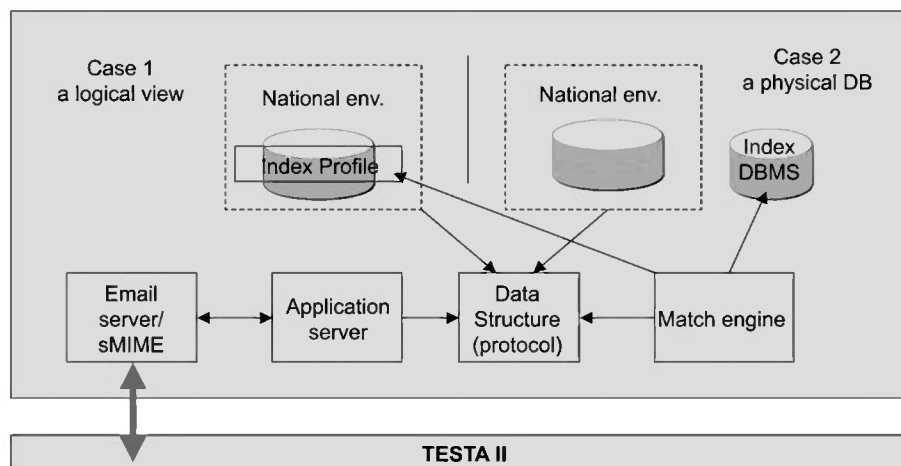 Case 1
a logical view
National env.
Index Profile
National env.
Case 2
a physical DB
Index
DBMS
Email
server/
sMIME
Application
server
Data
Structure
(protocol)
Match engine
TESTA II